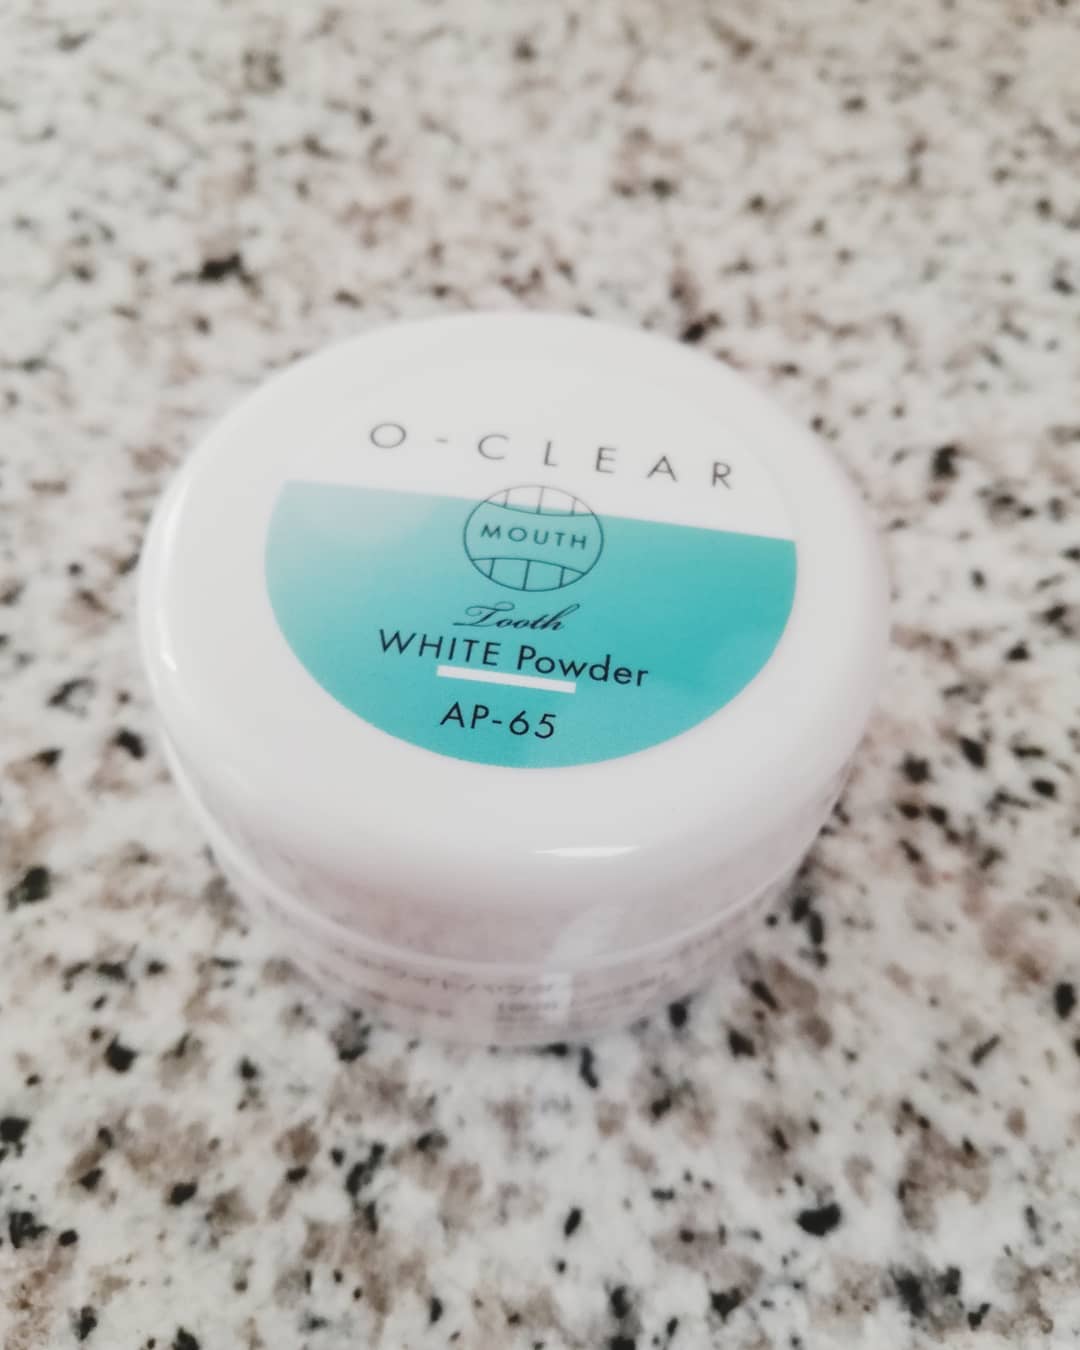 O-CLEAR
MOUTH
Tooth
WHITE Powder
AP-65